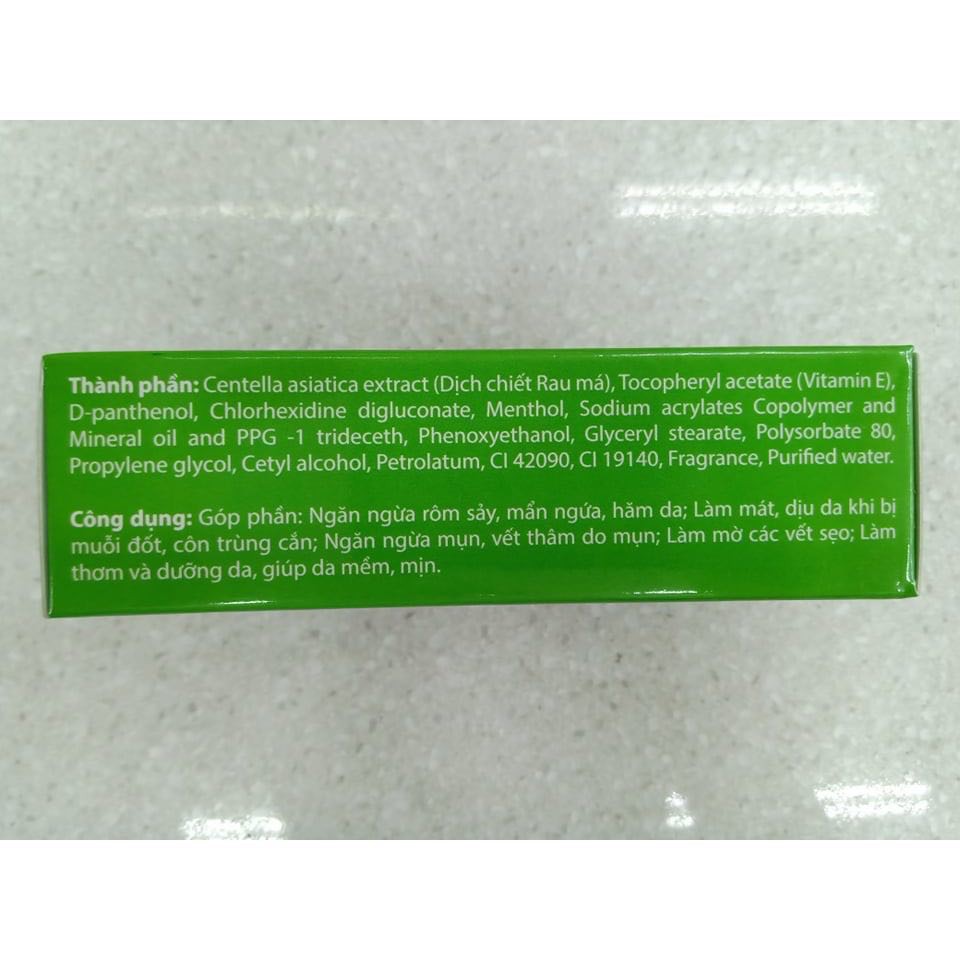 Thành phần: Centella asiatica extract (Dịch chiết Rau má), Tocopheryl acetate (Vitamin E),
D-panthenol, Chlorhexidine digluconate, Menthol, Sodium acrylates Copolymer and
Mineral oil and PPG -1 trideceth, Phenoxyethanol, Glyceryl stearate, Polysorbate 80,
Propylene glycol, Cetyl alcohol, Petrolatum, CI 42090, CI 19140, Fragrance, Purified water.
Công dụng: Góp phần: Ngăn ngừa rôm sảy, mẩn ngứa, hăm da; Làm mát, dịu da khi bị
muỗi đốt, côn trùng cắn; Ngăn ngừa mụn, vết thâm do mụn; Làm mờ các vết sẹo; Làm
thơm và dưỡng da, giúp da mềm, mịn.